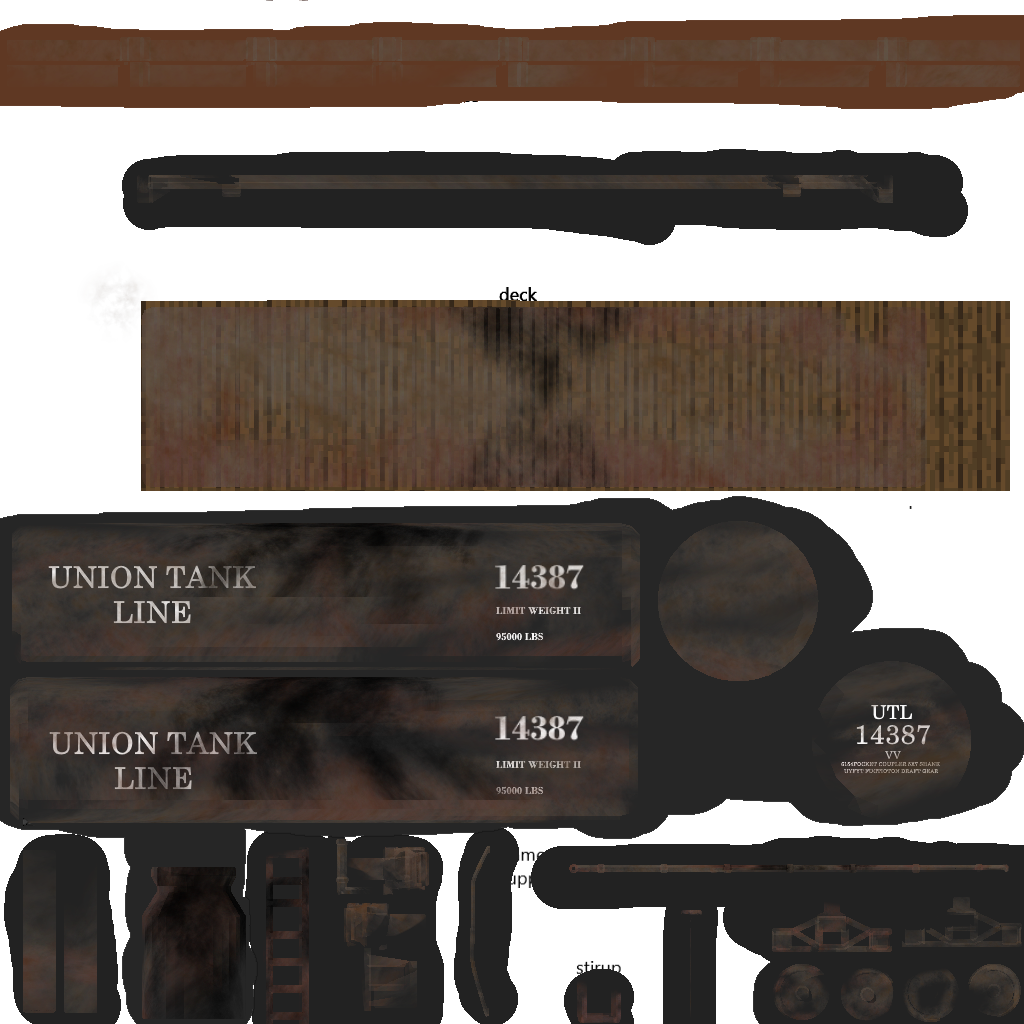 deck
UNION TANK
LINE
14387
LIMIT WEIGHT II
95000 LBS
UTL
14387
VV
UNION TANK
LINE
14387
LIMIT WEIGHT II
95000 LBS
stirup